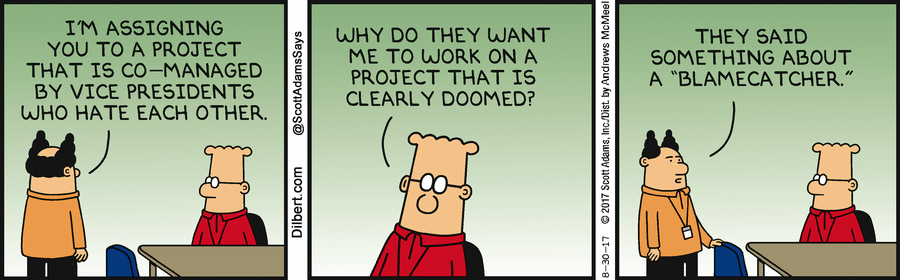 I'M ASSIGNING
YOU TO A PROJECT
THAT IS CO-MANAGED
BY VICE PRESIDENTS
WHO HATE EACH OTHER.
Dilbert.com @ScottAdamsSays
WHY DO THEY WANT
ME TO WORK ON A
PROJECT THAT IS
CLEARLY DOOMED?
8-30-17 © 2017 Scott Adams, Inc./Dist. by Andrews McMeel
THEY SAID
SOMETHING ABOUT
A "BLAMECATCHER."